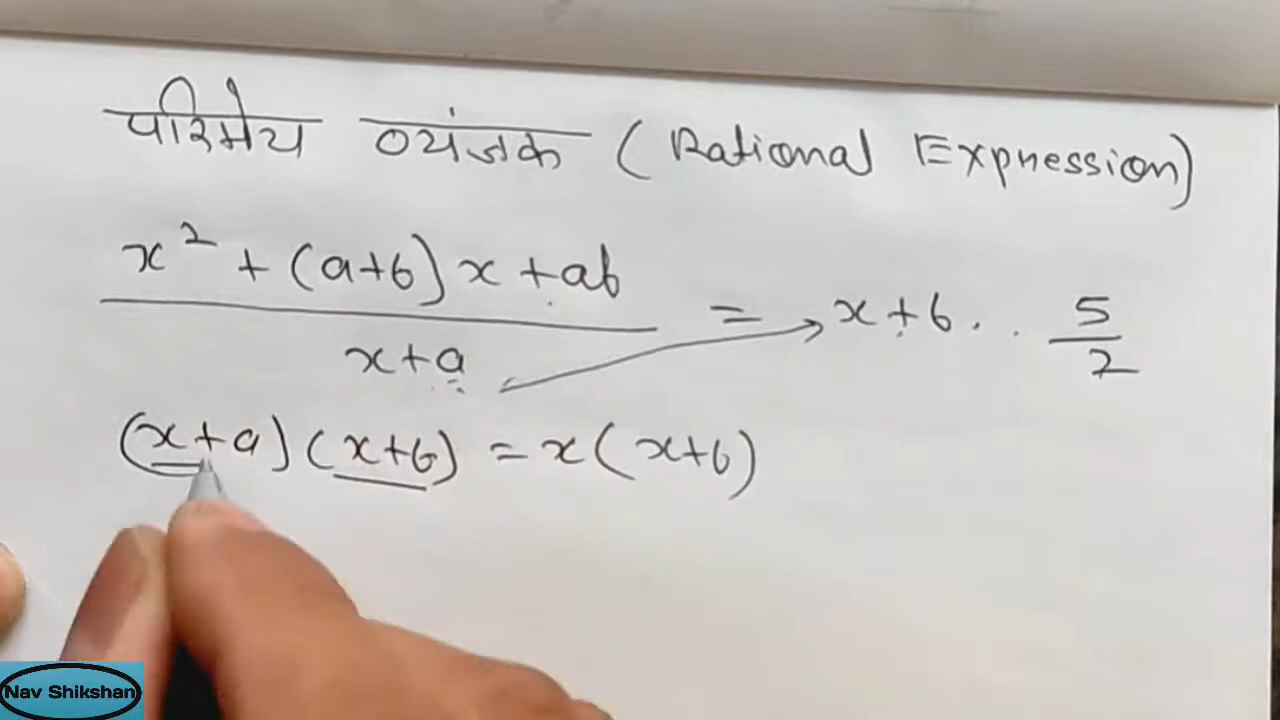 परिमेय व्यंजक ( Rational Expression)
x² + (a+b) x + ab
x+a
= x+b . . 5
2
(x+a) (x+b) = x(x+b)
Nav Shikshan